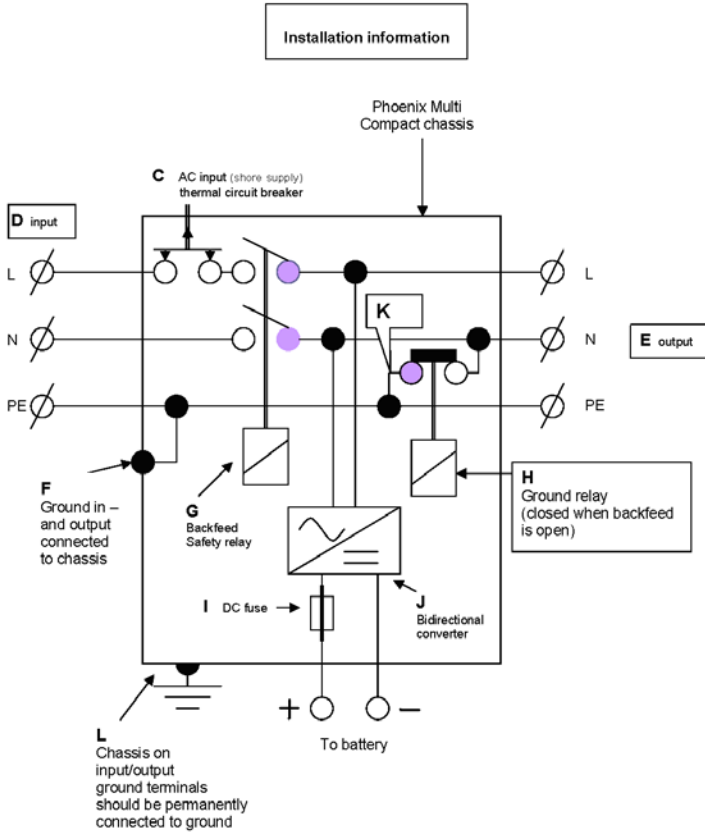 Installation information
Phoenix Multi
Compact chassis
C AC input (shore supply)
thermal circuit breaker
D input
L
L
K
N
N
E output
PE
PE
F
Ground in –
and output
connected
to chassis
G
Backfeed
Safety relay
H
Ground relay
(closed when backfeed
is open)
I DC fuse
J
Bidirectional
converter
+
–
To battery
L
Chassis on
input/output
ground terminals
should be permanently
connected to ground